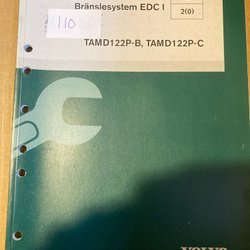 Bränslesystem EDC I
2(0)
110
TAMD122P-B, TAMD122P-C
VOLVO